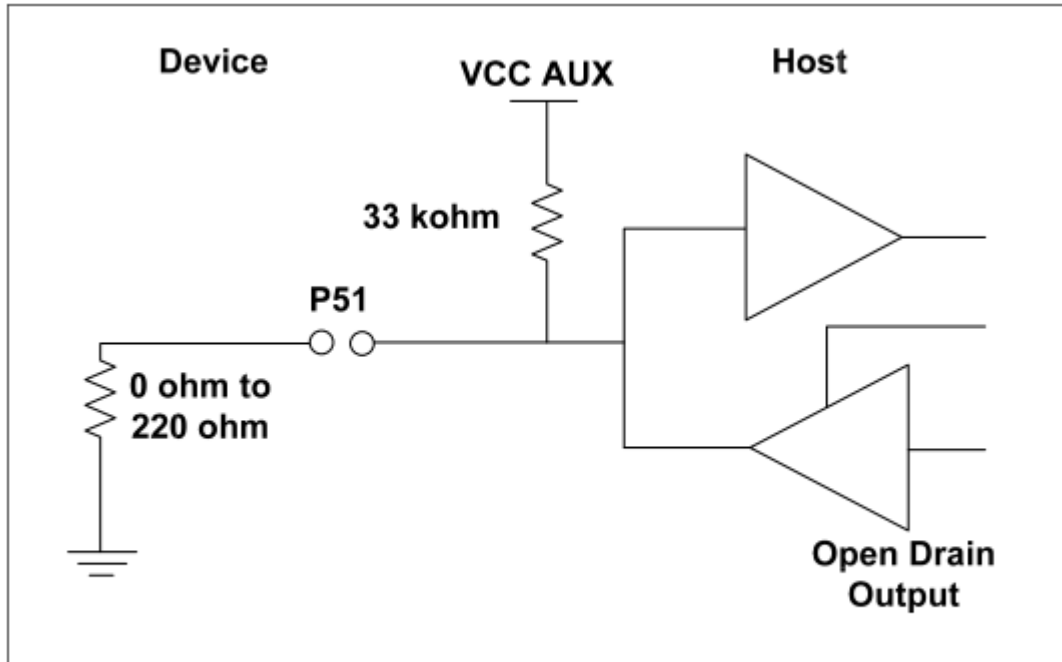 Device
VCC AUX
Host
33 kohm
P51
0 ohm to
220 ohm
Open Drain
Output